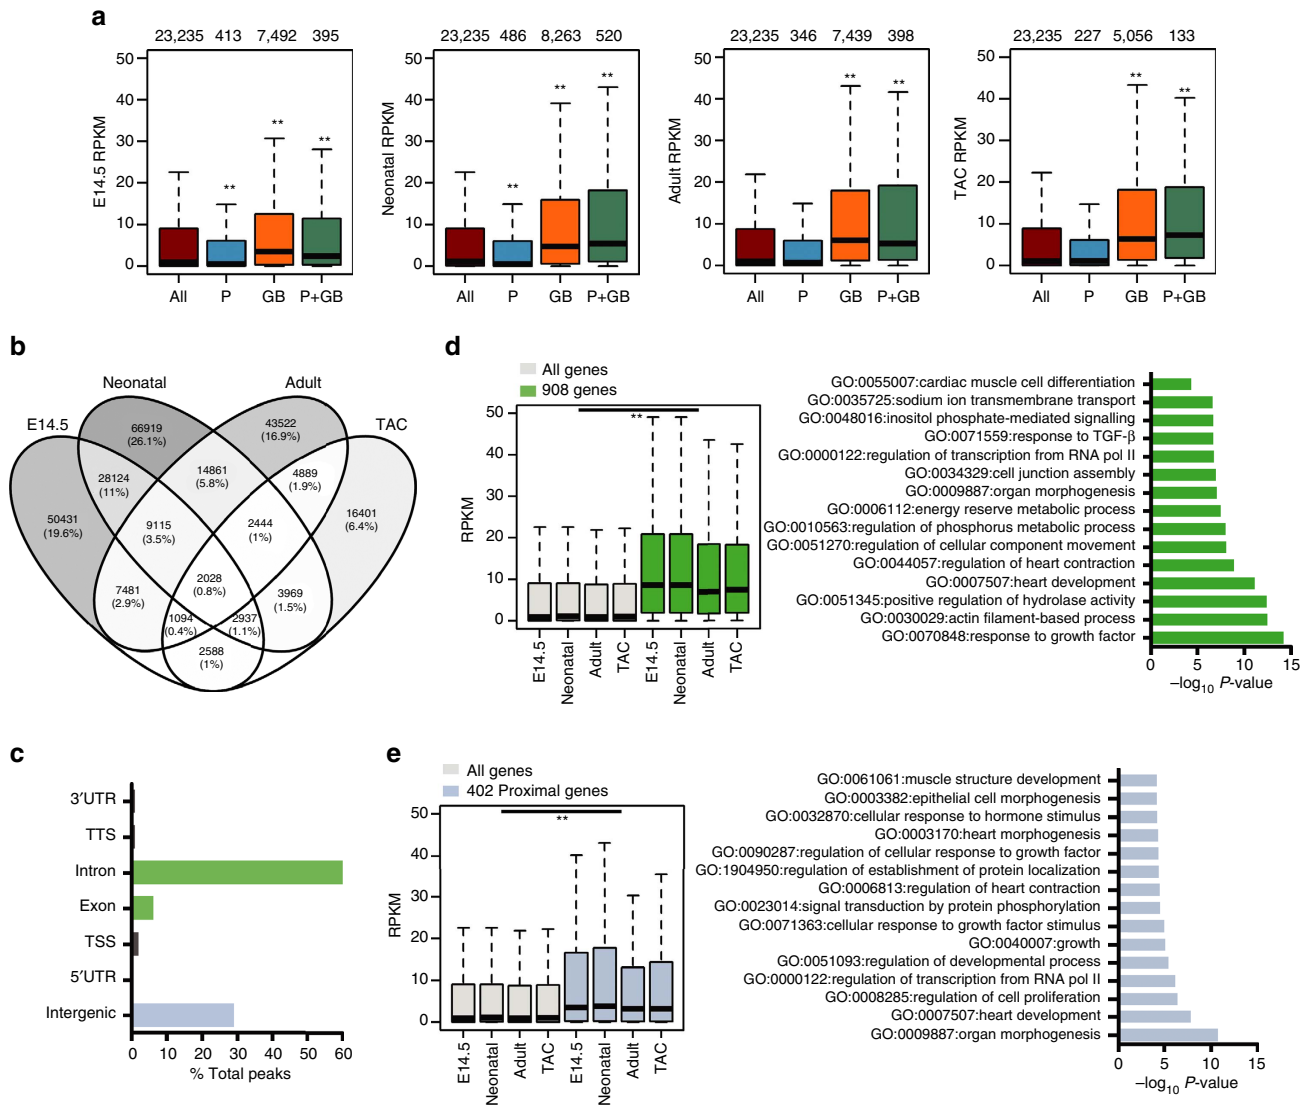 a
23,235 413 7,492 395
50
40
30
20
10
0
E14.5 RPKM
** ** **
All P GB P+GB
23,235 486 8,263 520
50
40
30
20
10
0
Neonatal RPKM
** ** **
All P GB P+GB
23,235 346 7,439 398
50
40
30
20
10
0
Adult RPKM
** **
All P GB P+GB
23,235 227 5,056 133
50
40
30
20
10
0
TAC RPKM
** **
All P GB P+GB
b
Neonatal Adult
E14.5 TAC
66919
(26.1%)
43522
(16.9%)
28124
(11%)
14861
(5.8%)
4889
(1.9%)
50431
(19.6%)
9115
(3.5%)
2444
(1%)
16401
(6.4%)
7481
(2.9%)
2028
(0.8%)
3969
(1.5%)
1094
(0.4%)
2937
(1.1%)
2588
(1%)
c
3′UTR
TTS
Intron
Exon
TSS
5′UTR
Intergenic
0 10 20 30 40 50 60
% Total peaks
d
All genes
908 genes
50
40
30
20
10
0
RPKM
**
E14.5 Neonatal Adult TAC E14.5 Neonatal Adult TAC
GO:0055007:cardiac muscle cell differentiation
GO:0035725:sodium ion transmembrane transport
GO:0048016:inositol phosphate-mediated signalling
GO:0071559:response to TGF-β
GO:0000122:regulation of transcription from RNA pol II
GO:0034329:cell junction assembly
GO:0009887:organ morphogenesis
GO:0006112:energy reserve metabolic process
GO:0010563:regulation of phosphorus metabolic process
GO:0051270:regulation of cellular component movement
GO:0044057:regulation of heart contraction
GO:0007507:heart development
GO:0051345:positive regulation of hydrolase activity
GO:0030029:actin filament-based process
GO:0070848:response to growth factor
0 5 10 15
–log10 P-value
e
All genes
402 Proximal genes
50
40
30
20
10
0
RPKM
**
E14.5 Neonatal Adult TAC E14.5 Neonatal Adult TAC
GO:0061061:muscle structure development
GO:0003382:epithelial cell morphogenesis
GO:0032870:cellular response to hormone stimulus
GO:0003170:heart morphogenesis
GO:0090287:regulation of cellular response to growth factor
GO:1904950:regulation of establishment of protein localization
GO:0006813:regulation of heart contraction
GO:0023014:signal transduction by protein phosphorylation
GO:0071363:cellular response to growth factor stimulus
GO:0040007:growth
GO:0051093:regulation of developmental process
GO:0000122:regulation of transcription from RNA pol II
GO:0008285:regulation of cell proliferation
GO:0007507:heart development
GO:0009887:organ morphogenesis
0 5 10 15
–log10 P-value